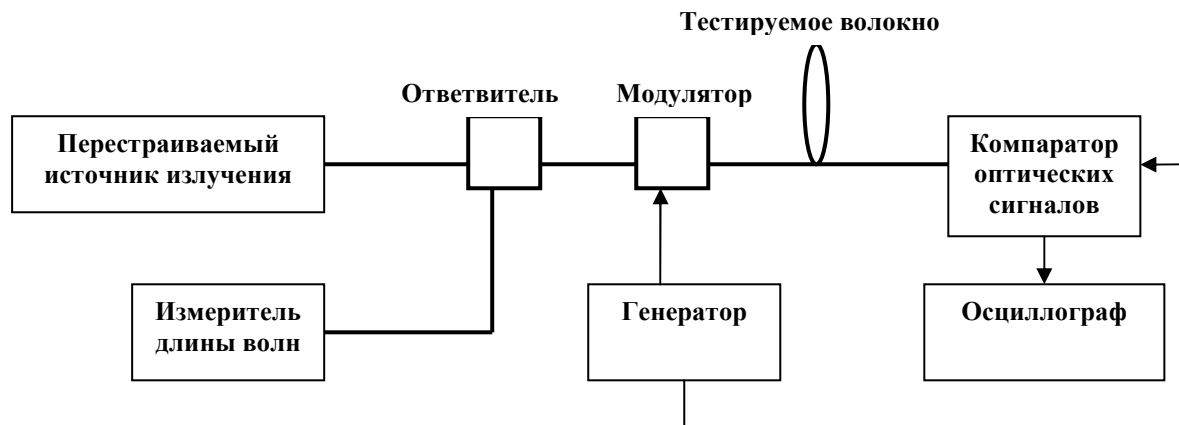 Тестируемое волокно
Ответвитель
Модулятор
Перестраиваемый
источник излучения
Компаратор
оптических
сигналов
Измеритель
длины волн
Генератор
Осциллограф